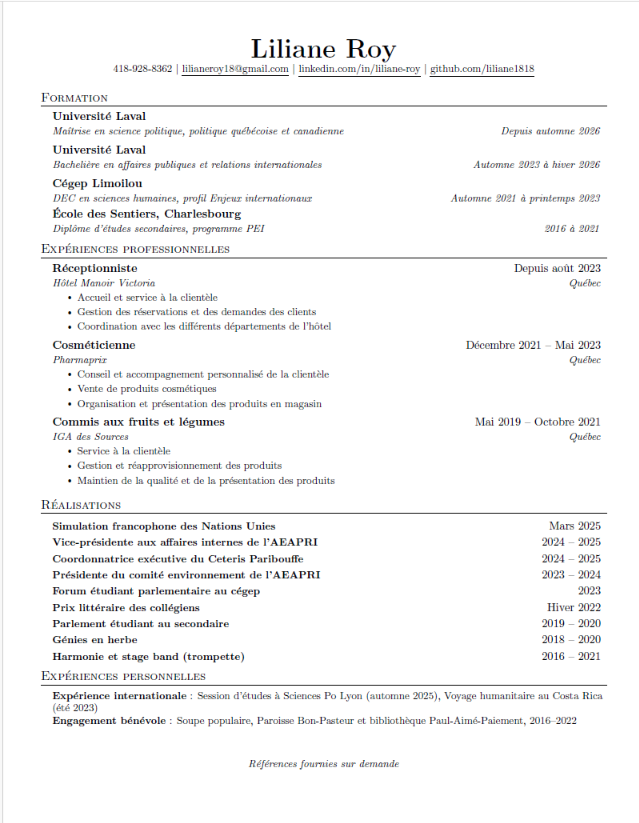 Liliane Roy
418-928-8362 | lilianeroy18@gmail.com | linkedin.com/in/liliane-roy | github.com/liliane1818
Formation
Université Laval
Maîtrise en science politique, politique québécoise et canadienne Depuis automne 2026
Université Laval
Bachelière en affaires publiques et relations internationales Automne 2023 à hiver 2026
Cégep Limoilou
DEC en sciences humaines, profil Enjeux internationaux Automne 2021 à printemps 2023
École des Sentiers, Charlesbourg
Diplôme d'études secondaires, programme PEI 2016 à 2021
Expériences professionnelles
Réceptionniste Depuis août 2023
Hôtel Manoir Victoria Québec
• Accueil et service à la clientèle
• Gestion des réservations et des demandes des clients
• Coordination avec les différents départements de l'hôtel
Cosméticienne Décembre 2021 – Mai 2023
Pharmaprix Québec
• Conseil et accompagnement personnalisé de la clientèle
• Vente de produits cosmétiques
• Organisation et présentation des produits en magasin
Commis aux fruits et légumes Mai 2019 – Octobre 2021
IGA des Sources Québec
• Service à la clientèle
• Gestion et réapprovisionnement des produits
• Maintien de la qualité et de la présentation des produits
Réalisations
Simulation francophone des Nations Unies Mars 2025
Vice-présidente aux affaires internes de l'AEAPRI 2024 – 2025
Coordonnatrice exécutive du Ceteris Paribouffe 2024 – 2025
Présidente du comité environnement de l'AEAPRI 2023 – 2024
Forum étudiant parlementaire au cégep 2023
Prix littéraire des collégiens Hiver 2022
Parlement étudiant au secondaire 2019 – 2020
Génies en herbe 2018 – 2020
Harmonie et stage band (trompette) 2016 – 2021
Expériences personnelles
Expérience internationale : Session d'études à Sciences Po Lyon (automne 2025), Voyage humanitaire au Costa Rica
(été 2023)
Engagement bénévole : Soupe populaire, Paroisse Bon-Pasteur et bibliothèque Paul-Aimé-Paiement, 2016–2022
Références fournies sur demande